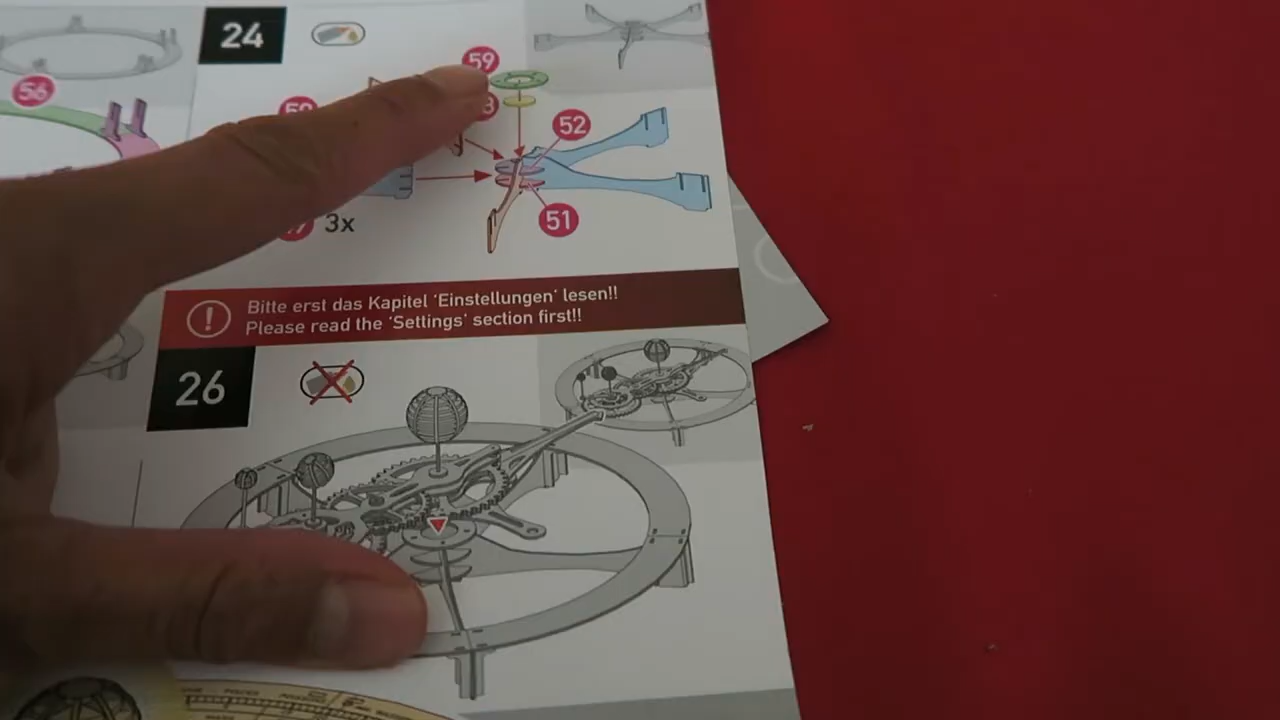 24
59
56
52
51
3x
Bitte erst das Kapitel 'Einstellungen' lesen!!
Please read the 'Settings' section first!!
26